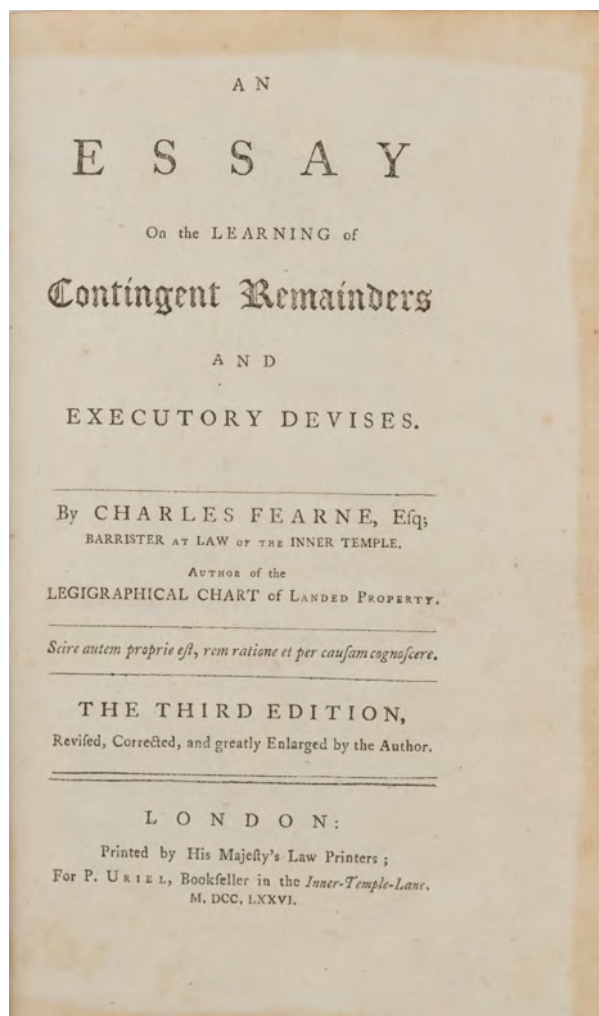 AN
ESSAY
On the LEARNING of
Contingent Remainders
AND
EXECUTORY DEVISES.
By CHARLES FEARNE, Eſq;
BARRISTER AT LAW OF THE INNER TEMPLE.
AUTHOR of the
LEGIGRAPHICAL CHART of LANDED PROPERTY.
Scire autem proprie eſt, rem ratione et per cauſam cognoſcere.
THE THIRD EDITION,
Reviſed, Corrected, and greatly Enlarged by the Author.
LONDON:
Printed by His Majeſty's Law Printers;
For P. URIEL, Bookſeller in the Inner-Temple-Lane.
M. DCC. LXXVI.